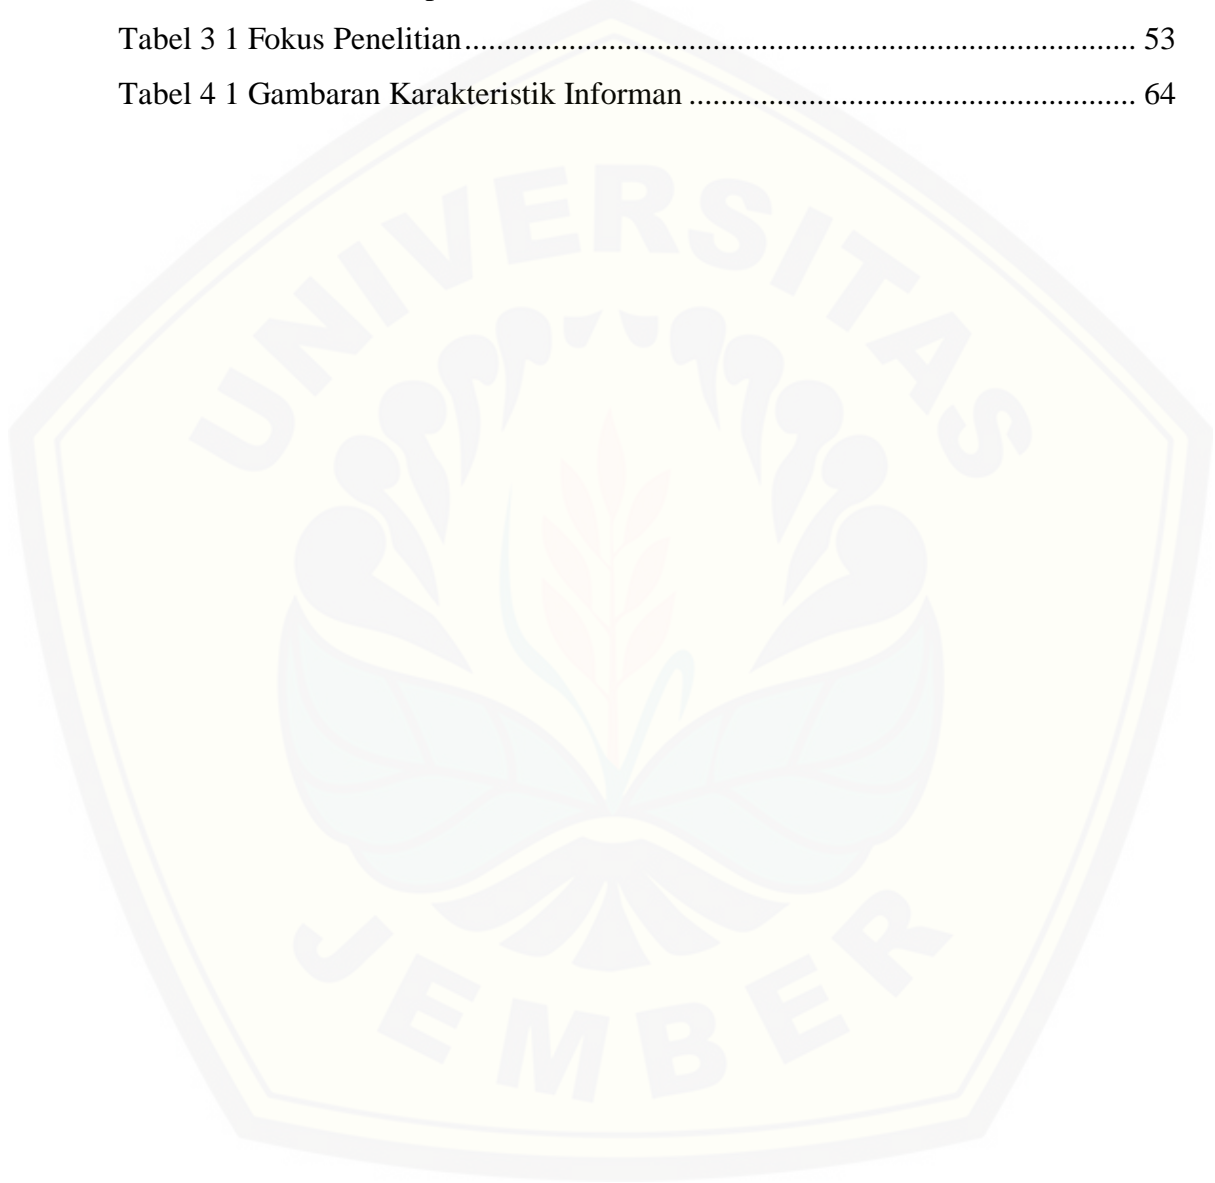 Tabel 3 1 Fokus Penelitian.................................................................................... 53
Tabel 4 1 Gambaran Karakteristik Informan ........................................................ 64
UNIVERSITAS
JEMBER